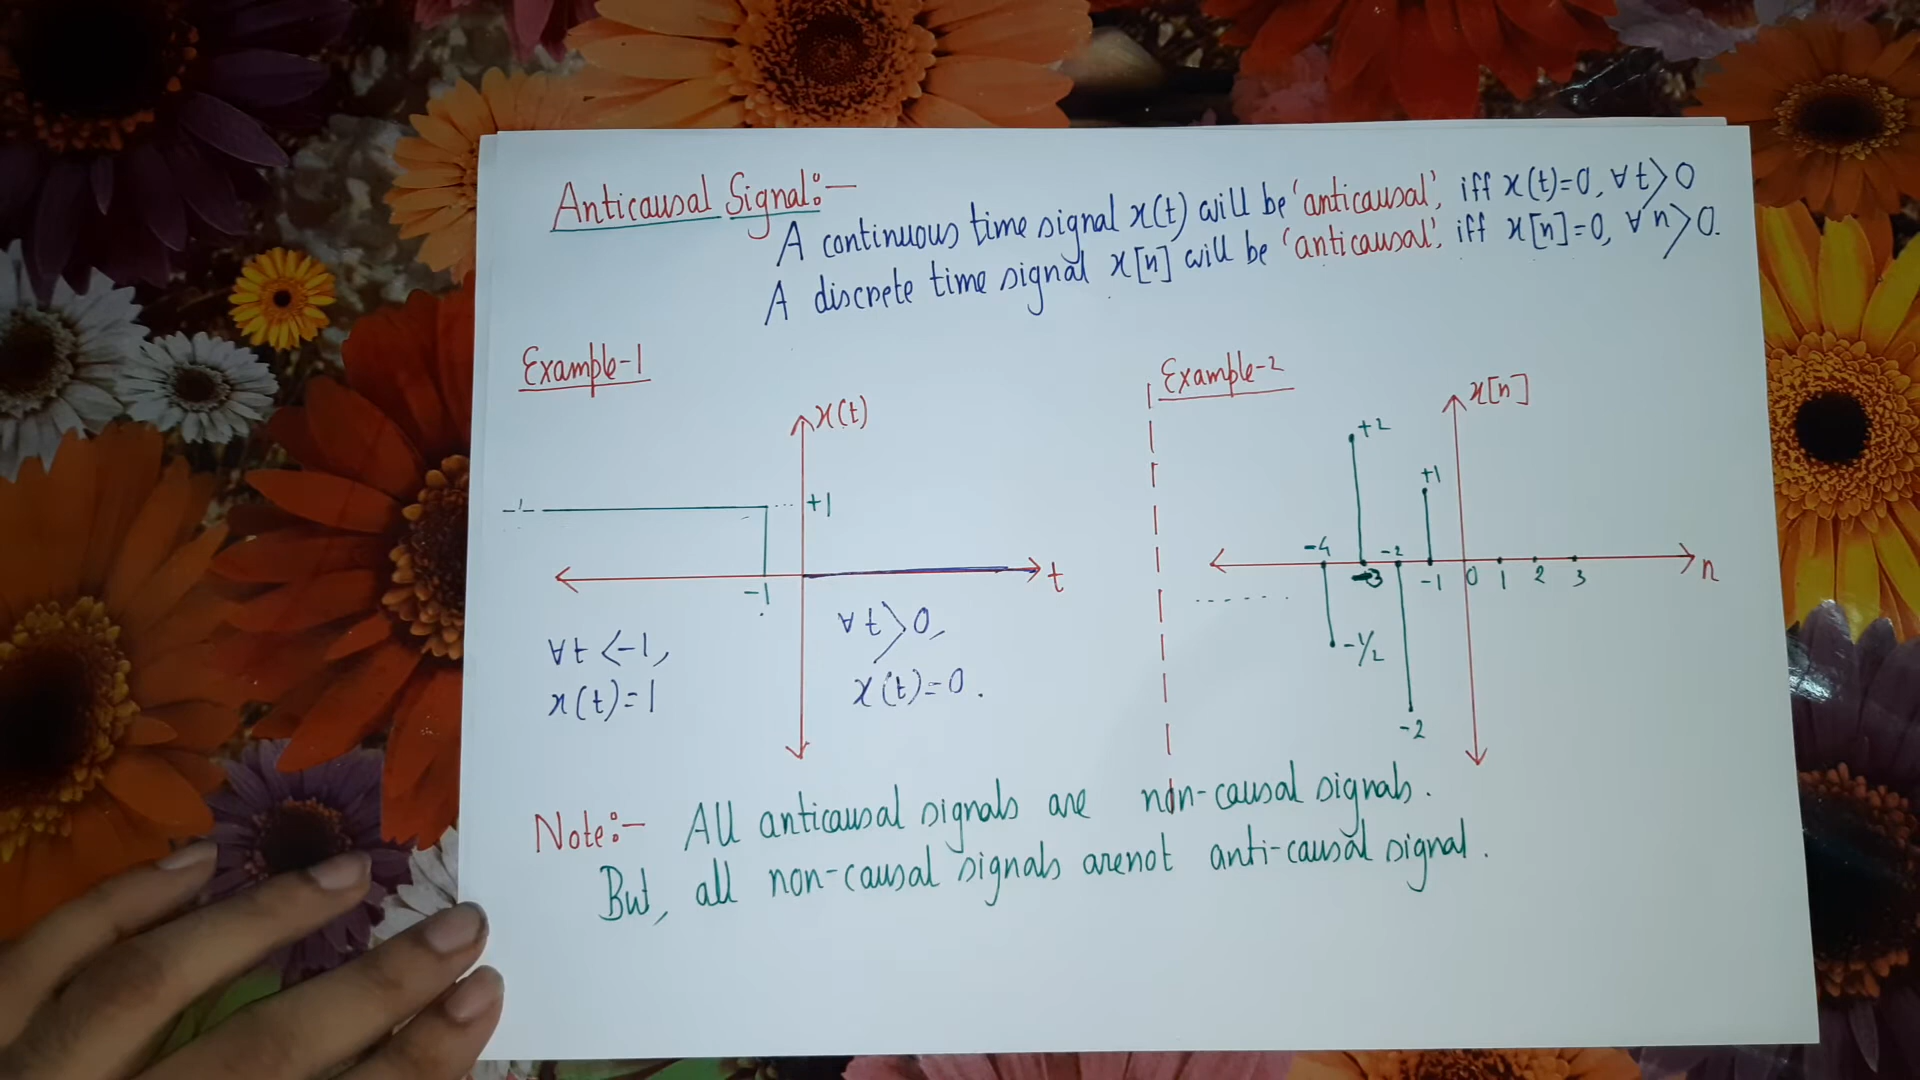 Anticausal Signal:-
A continuous time signal x(t) will be 'anticausal', iff x(t)=0, ∀ t>0
A discrete time signal x[n] will be 'anticausal', iff x[n]=0, ∀ n>0.
Example-1
x(t)
+1
-1
t
∀t <-1,
x(t)=1
∀ t>0,
x(t)=0.
Example-2
x[n]
+2
+1
-4 -2
-3 -1 0 1 2 3 n
-1/2
-2
Note:- All anticausal signals are non-causal signals.
But, all non-causal signals are not anti-causal signal.